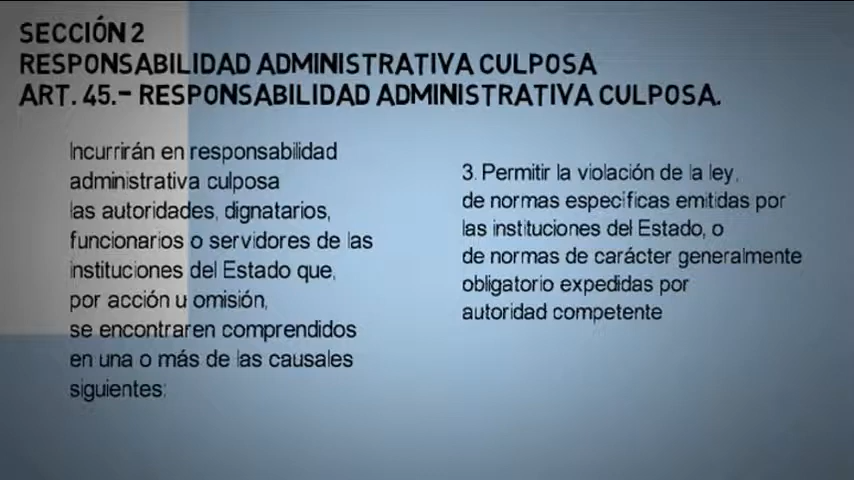 SECCIÓN 2
RESPONSABILIDAD ADMINISTRATIVA CULPOSA
ART. 45.- RESPONSABILIDAD ADMINISTRATIVA CULPOSA.
Incurrirán en responsabilidad
administrativa culposa
las autoridades, dignatarios,
funcionarios o servidores de las
instituciones del Estado que,
por acción u omisión,
se encontraren comprendidos
en una o más de las causales
siguientes:
3. Permitir la violación de la ley,
de normas específicas emitidas por
las instituciones del Estado, o
de normas de carácter generalmente
obligatorio expedidas por
autoridad competente